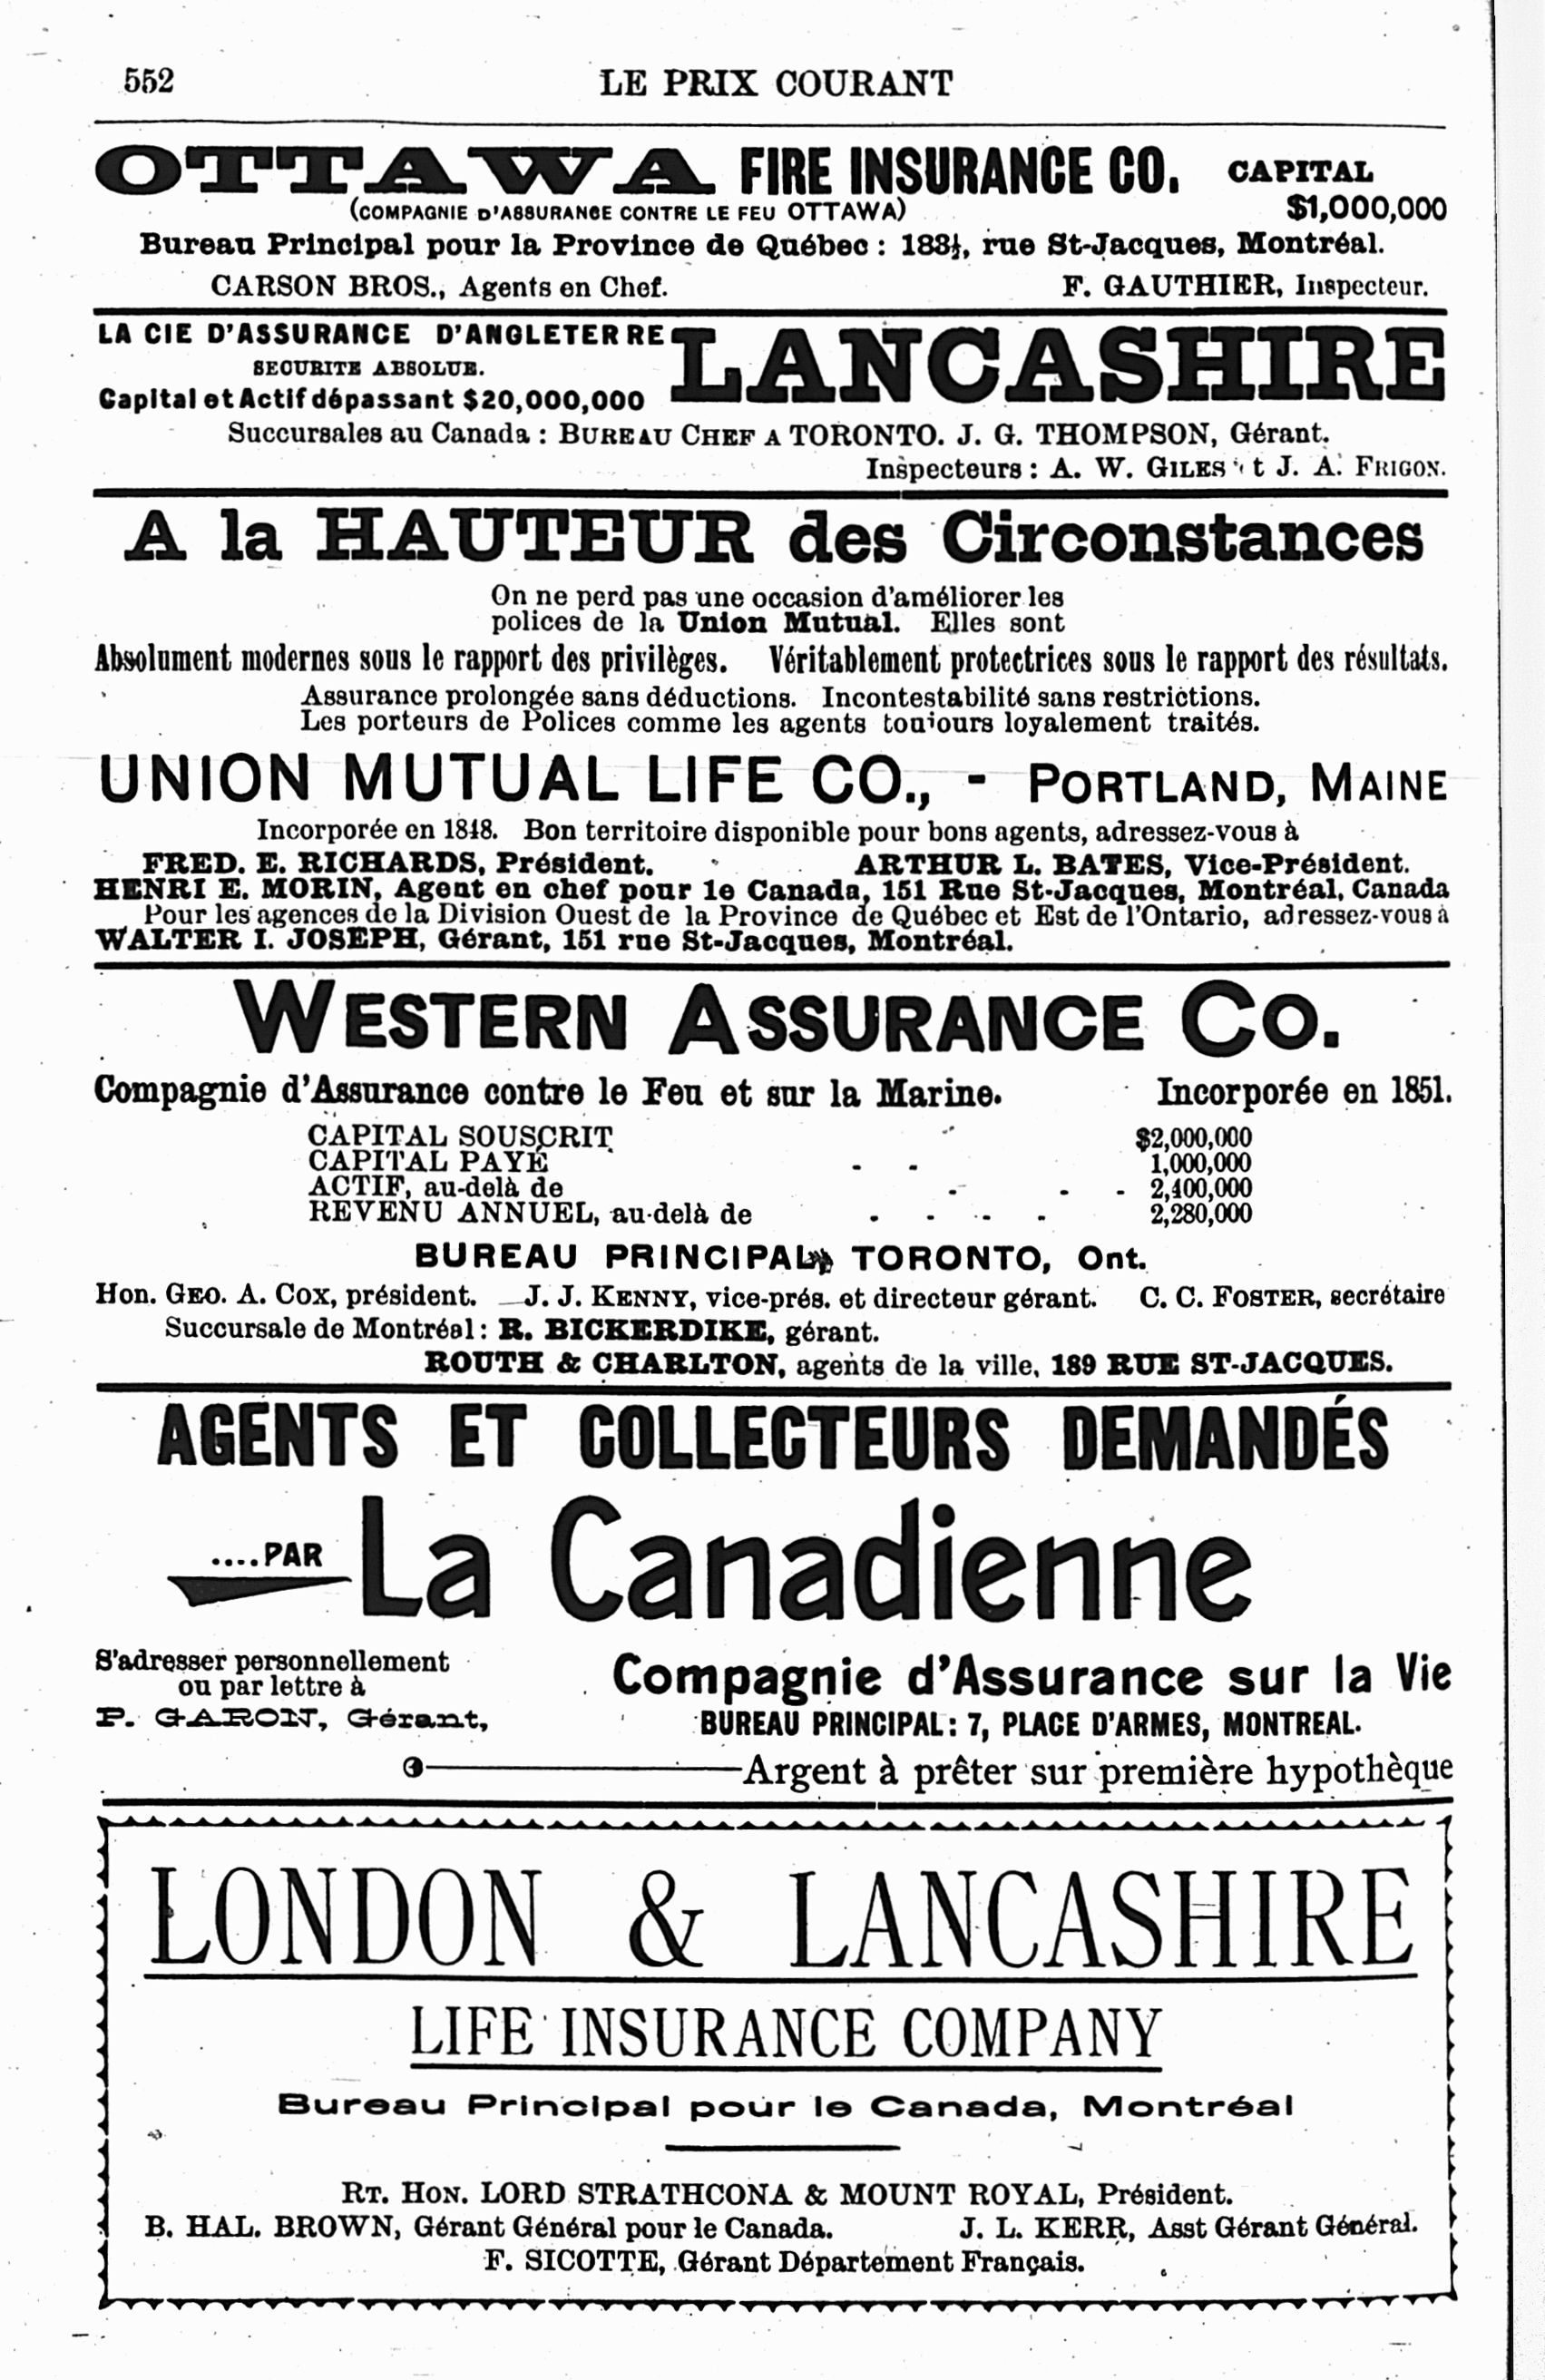 552
LE PRIX COURANT
OTTAWA FIRE INSURANCE CO. CAPITAL
(COMPAGNIE D'ASSURANCE CONTRE LE FEU OTTAWA) $1,000,000
Bureau Principal pour la Province de Québec : 183½, rue St-Jacques, Montréal.
CARSON BROS., Agents en Chef. F. GAUTHIER, Inspecteur.
LA CIE D'ASSURANCE D'ANGLETERRE LANCASHIRE
SECURITE ABSOLUE.
Capital et Actif dépassant $20,000,000
Succursales au Canada : BUREAU CHEF A TORONTO. J. G. THOMPSON, Gérant.
Inspecteurs : A. W. GILES et J. A. FRIGON.
A la HAUTEUR des Circonstances
On ne perd pas une occasion d'améliorer les
polices de la Union Mutual. Elles sont
Absolument modernes sous le rapport des privilèges. Véritablement protectrices sous le rapport des résultats.
Assurance prolongée sans déductions. Incontestabilité sans restrictions.
Les porteurs de Polices comme les agents toujours loyalement traités.
UNION MUTUAL LIFE CO., - PORTLAND, MAINE
Incorporée en 1848. Bon territoire disponible pour bons agents, adressez-vous à
FRED. E. RICHARDS, Président. ARTHUR L. BATES, Vice-Président.
HENRI E. MORIN, Agent en chef pour le Canada, 151 Rue St-Jacques, Montréal, Canada
Pour les agences de la Division Ouest de la Province de Québec et Est de l'Ontario, adressez-vous à
WALTER I. JOSEPH, Gérant, 151 rue St-Jacques, Montréal.
WESTERN ASSURANCE CO.
Compagnie d'Assurance contre le Feu et sur la Marine. Incorporée en 1851.
CAPITAL SOUSCRIT $2,000,000
CAPITAL PAYÉ - - 1,000,000
ACTIF, au-delà de - - - 2,400,000
REVENU ANNUEL, au-delà de - - - - 2,280,000
BUREAU PRINCIPAL, TORONTO, Ont.
Hon. GEO. A. COX, président. J. J. KENNY, vice-prés. et directeur gérant. C. C. FOSTER, secrétaire
Succursale de Montréal : R. BICKERDIKE, gérant.
ROUTH & CHARLTON, agents de la ville, 189 RUE ST-JACQUES.
AGENTS ET COLLECTEURS DEMANDÉS
....PAR La Canadienne
S'adresser personnellement
ou par lettre à
P. GARON, Gérant,
Compagnie d'Assurance sur la Vie
BUREAU PRINCIPAL : 7, PLACE D'ARMES, MONTREAL.
Argent à prêter sur première hypothèque
LONDON & LANCASHIRE
LIFE INSURANCE COMPANY
Bureau Principal pour le Canada, Montréal
RT. HON. LORD STRATHCONA & MOUNT ROYAL, Président.
B. HAL. BROWN, Gérant Général pour le Canada. J. L. KERR, Asst Gérant Général.
F. SICOTTE, Gérant Département Français.